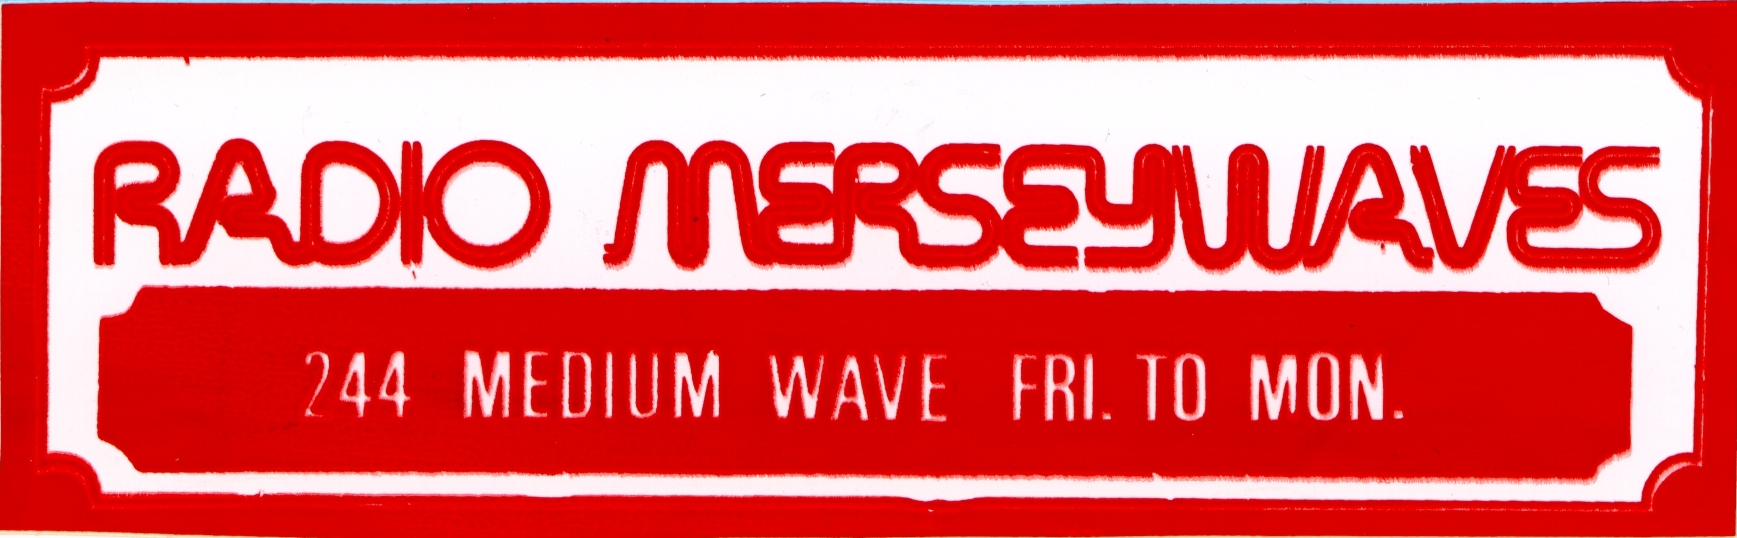 RADIO MERSEYWAVES
244 MEDIUM WAVE FRI. TO MON.